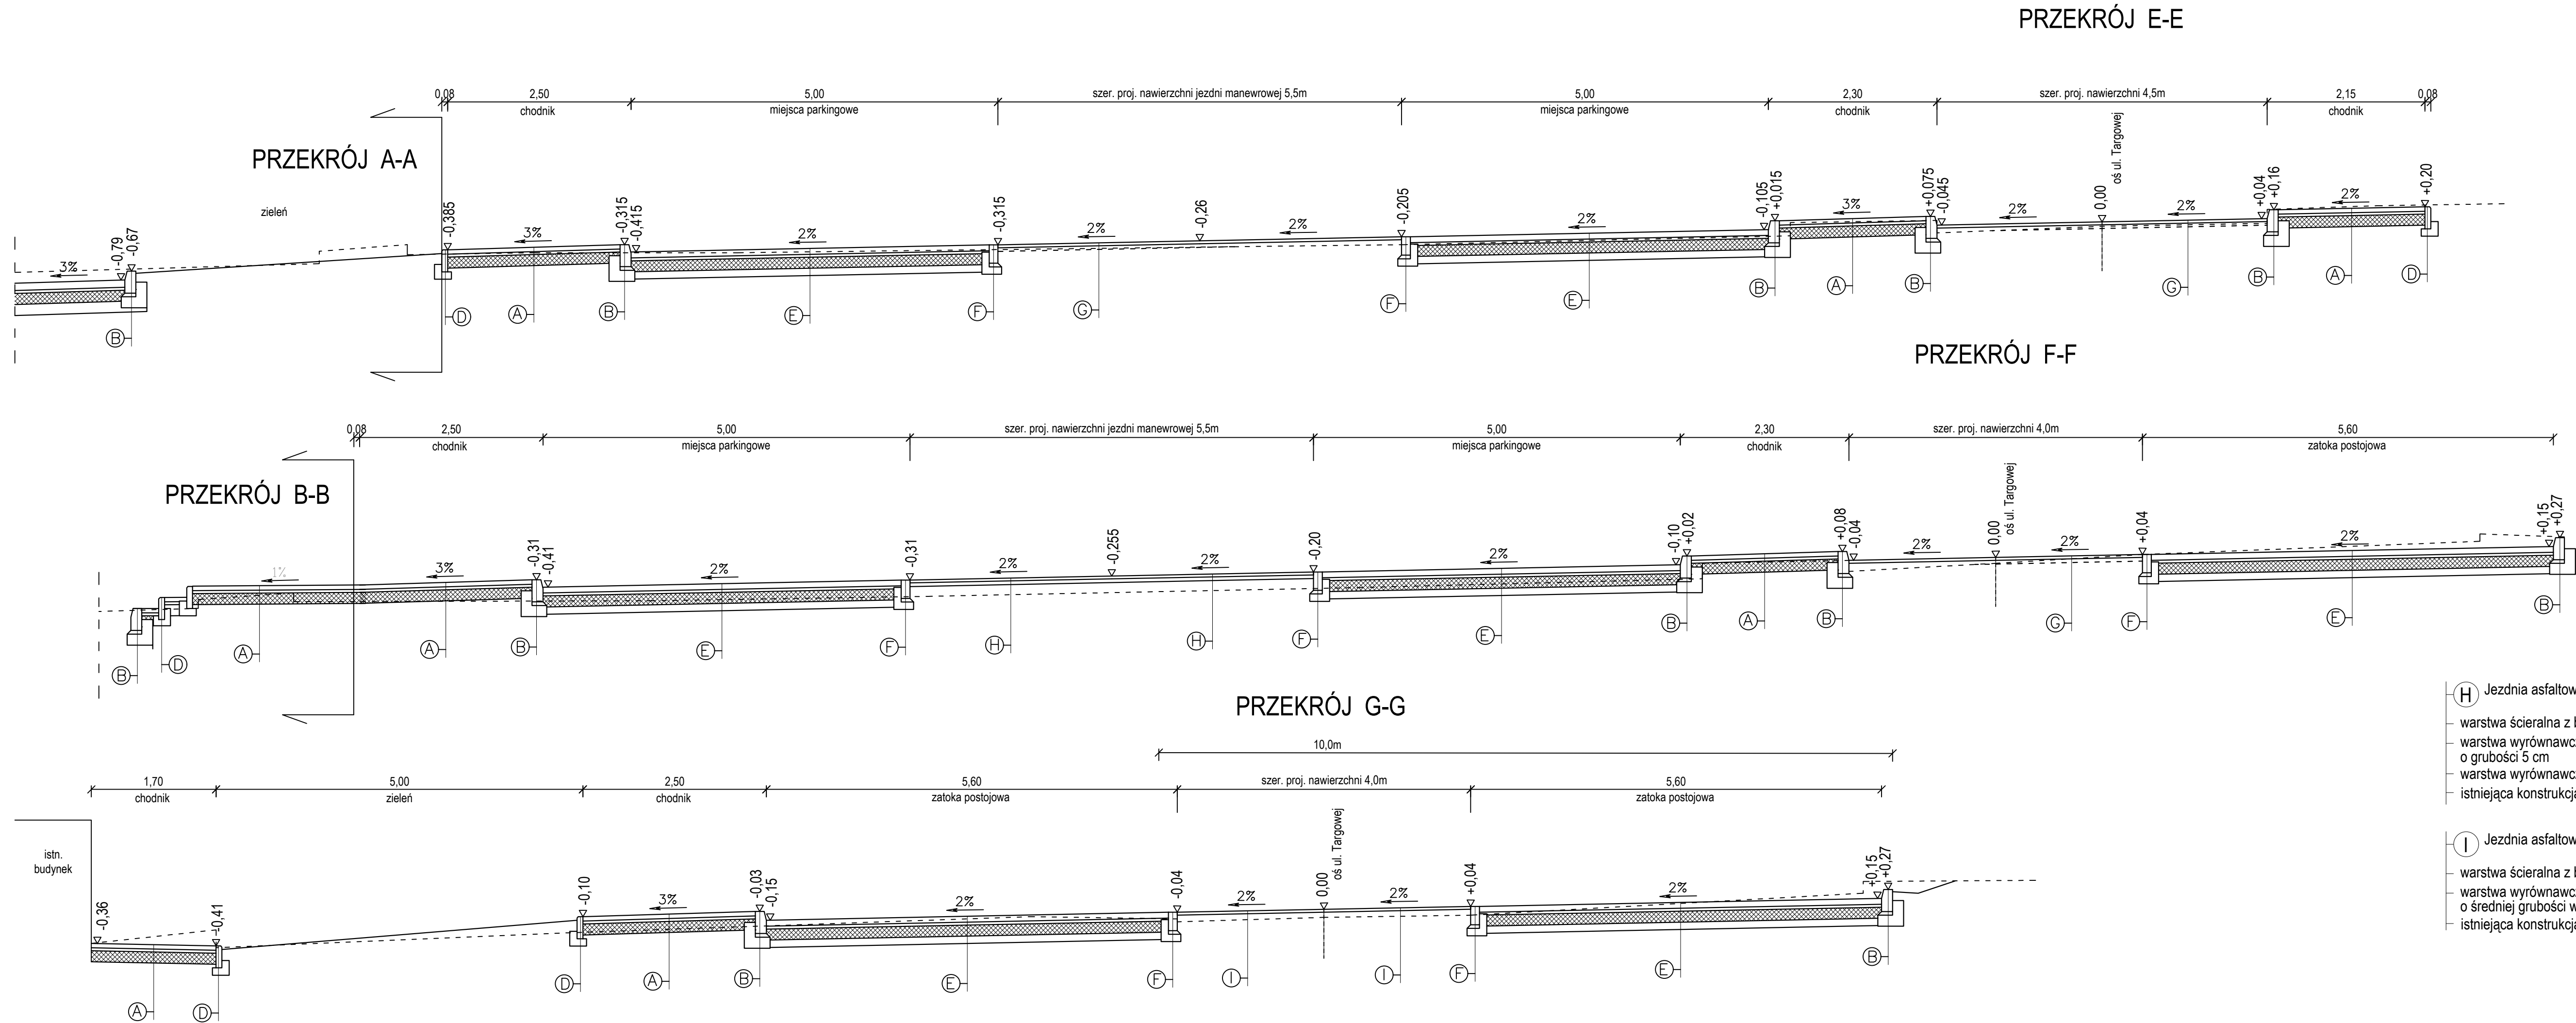 PRZEKRÓJ E-E
0,08
2,50
5,00
szer. proj. nawierzchni jezdni manewrowej 5,5m
5,00
2,30
szer. proj. nawierzchni 4,5m
2,15
0,08
chodnik
miejsca parkingowe
miejsca parkingowe
chodnik
chodnik
oś ul. Targowej
PRZEKRÓJ A-A
zieleń
3%
-0,79
-0,67
-0,385
3%
-0,315
-0,415
2%
-0,315
2%
-0,26
2%
-0,205
2%
-0,105
+0,015
3%
+0,075
-0,045
2%
0,00
2%
+0,04
+0,16
2%
+0,20
B
D
A
B
E
F
G
F
E
B
A
B
G
B
A
D
PRZEKRÓJ F-F
0,08
2,50
5,00
szer. proj. nawierzchni jezdni manewrowej 5,5m
5,00
2,30
szer. proj. nawierzchni 4,0m
5,60
chodnik
miejsca parkingowe
miejsca parkingowe
chodnik
zatoka postojowa
oś ul. Targowej
PRZEKRÓJ B-B
1%
3%
-0,31
-0,41
2%
-0,31
2%
-0,255
2%
-0,20
2%
-0,10
+0,02
+0,08
-0,04
2%
0,00
2%
+0,04
2%
+0,15
+0,27
B
D
A
A
B
E
F
H
H
F
E
B
A
B
G
F
E
B
PRZEKRÓJ G-G
10,0m
1,70
5,00
2,50
5,60
szer. proj. nawierzchni 4,0m
5,60
chodnik
zieleń
chodnik
zatoka postojowa
zatoka postojowa
oś ul. Targowej
istn.
budynek
-0,36
-0,41
-0,10
3%
-0,03
-0,15
2%
-0,04
2%
0,00
2%
+0,04
2%
+0,15
+0,27
A
D
D
A
B
E
F
I
I
F
E
B
H Jezdnia asfaltow
warstwa ścieralna z
warstwa wyrównawc
o grubości 5 cm
warstwa wyrównawc
istniejąca konstrukcj
I Jezdnia asfaltow
warstwa ścieralna z
warstwa wyrównawc
o średniej grubości w
istniejąca konstrukcj